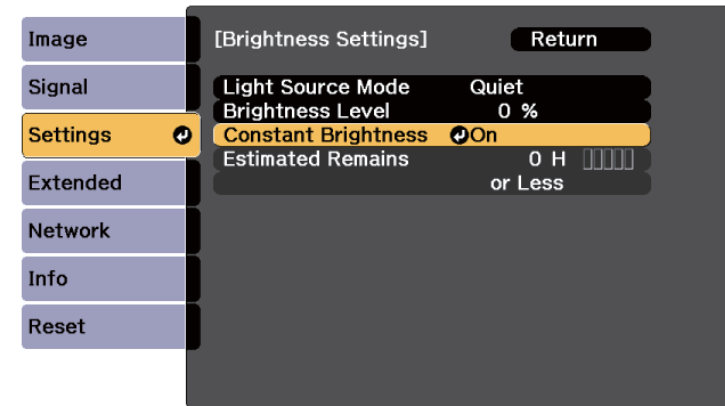 Image
Signal
Settings
Extended
Network
Info
Reset
[Brightness Settings] Return
Light Source Mode Quiet
Brightness Level 0 %
Constant Brightness On
Estimated Remains 0 H
or Less